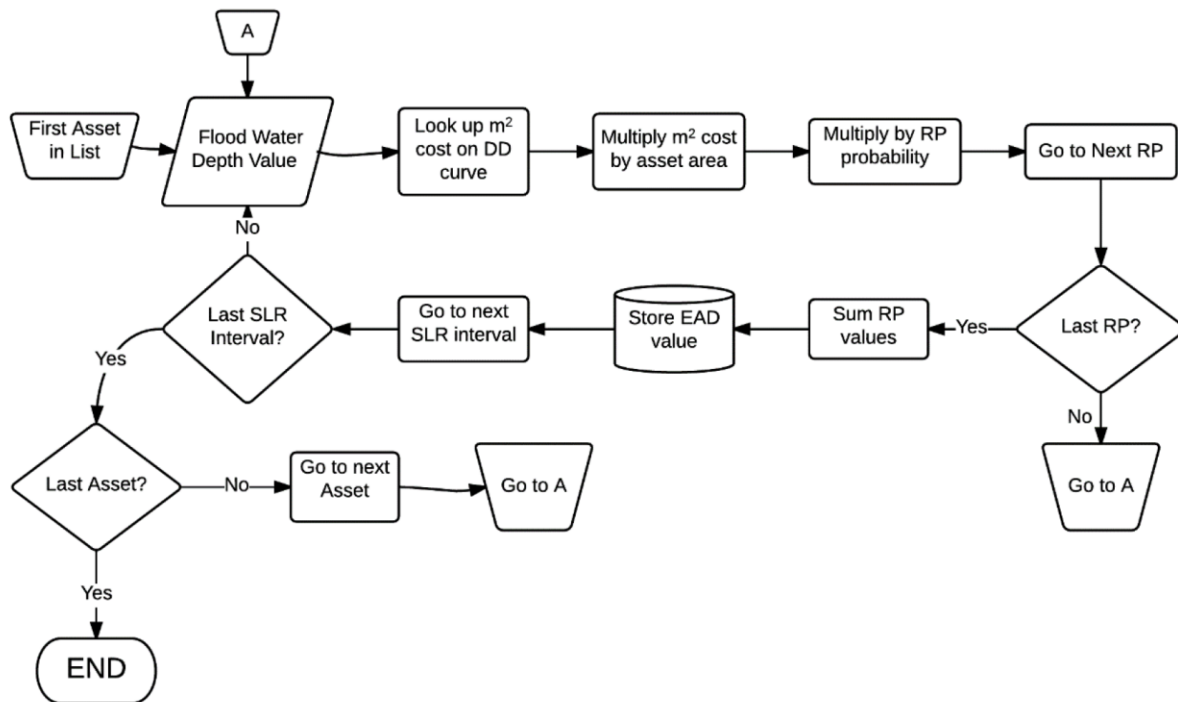 A
First Asset
in List
Flood Water
Depth Value
Look up m²
cost on DD
curve
Multiply m² cost
by asset area
Multiply by RP
probability
Go to Next RP
No
Last SLR
Interval?
Go to next
SLR interval
Store EAD
value
Sum RP
values
Yes
Last RP?
Yes
No
Last Asset?
No
Go to next
Asset
Go to A
Go to A
Yes
END